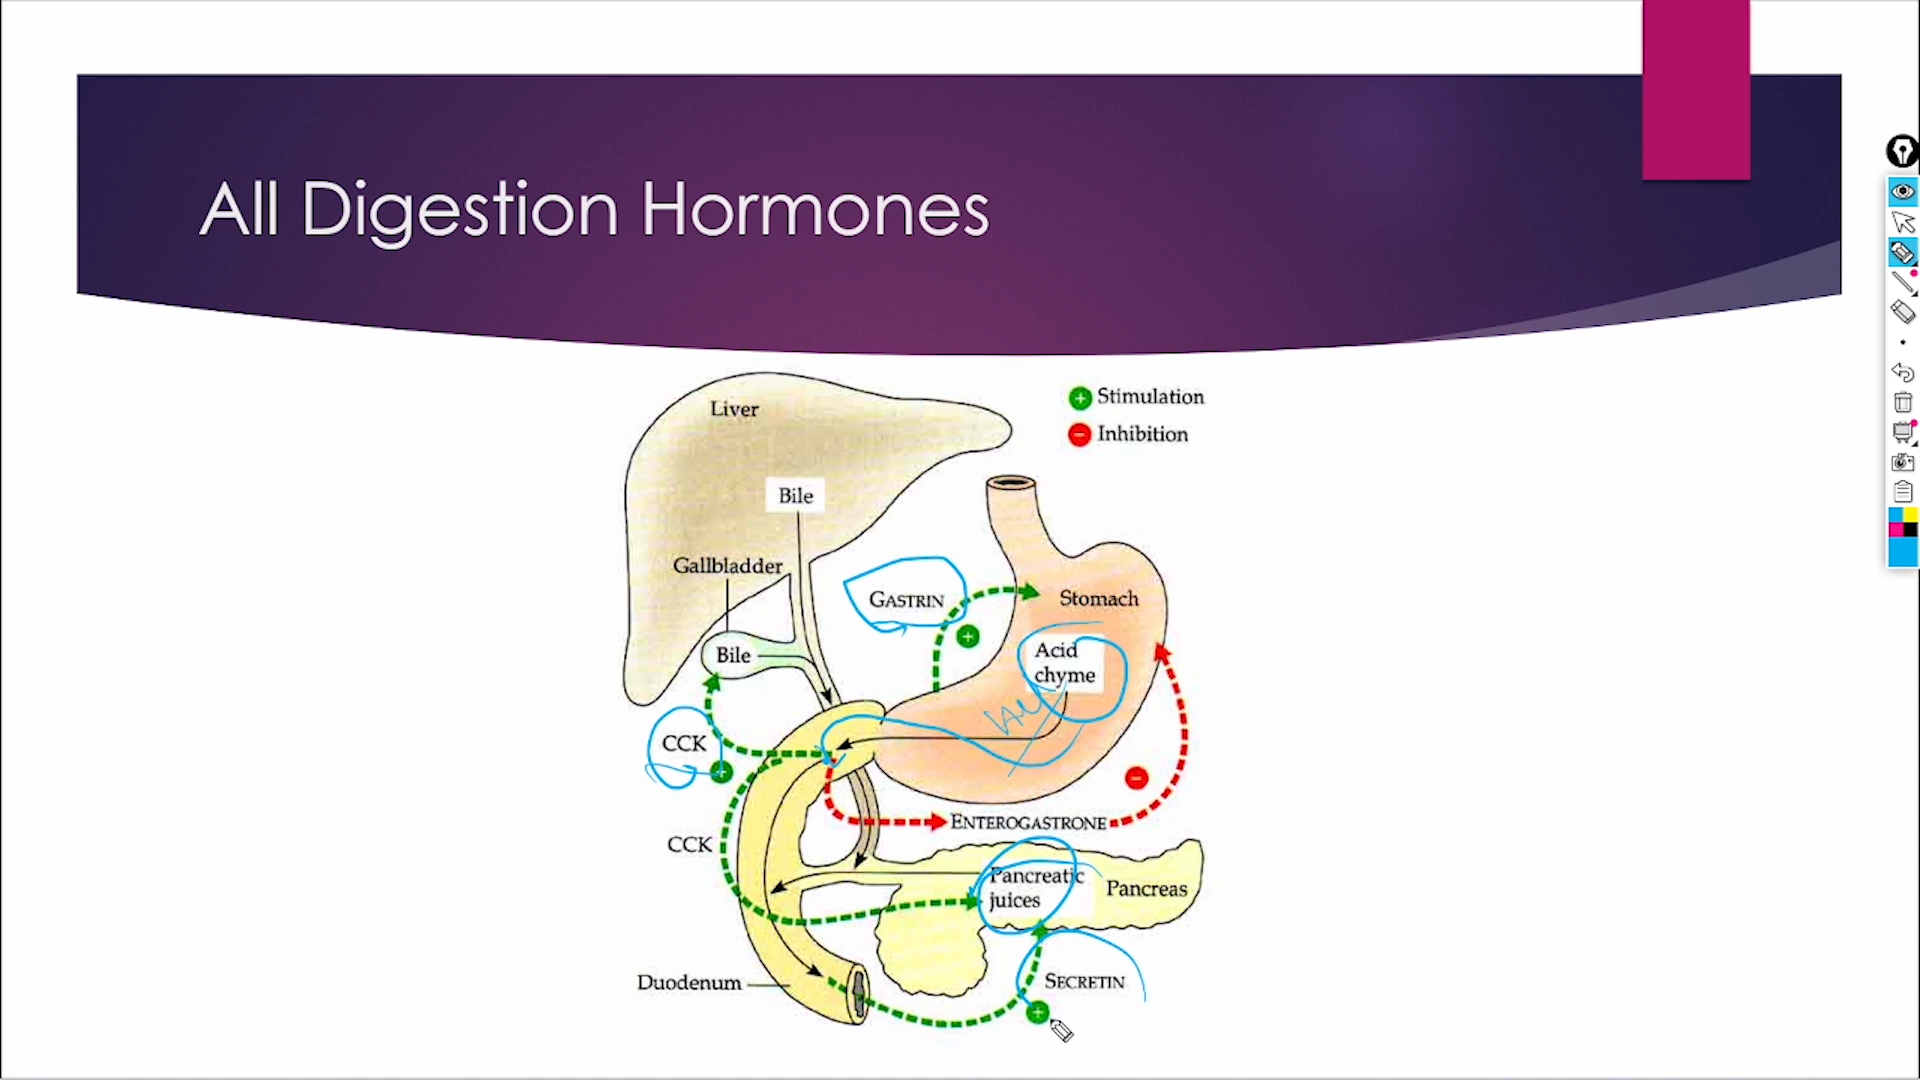 All Digestion Hormones
Liver
Stimulation
Inhibition
Bile
Gallbladder
GASTRIN
Stomach
Bile
Acid
chyme
CCK
ENTEROGASTRONE
CCK
Pancreatic
juices
Pancreas
Duodenum
SECRETIN